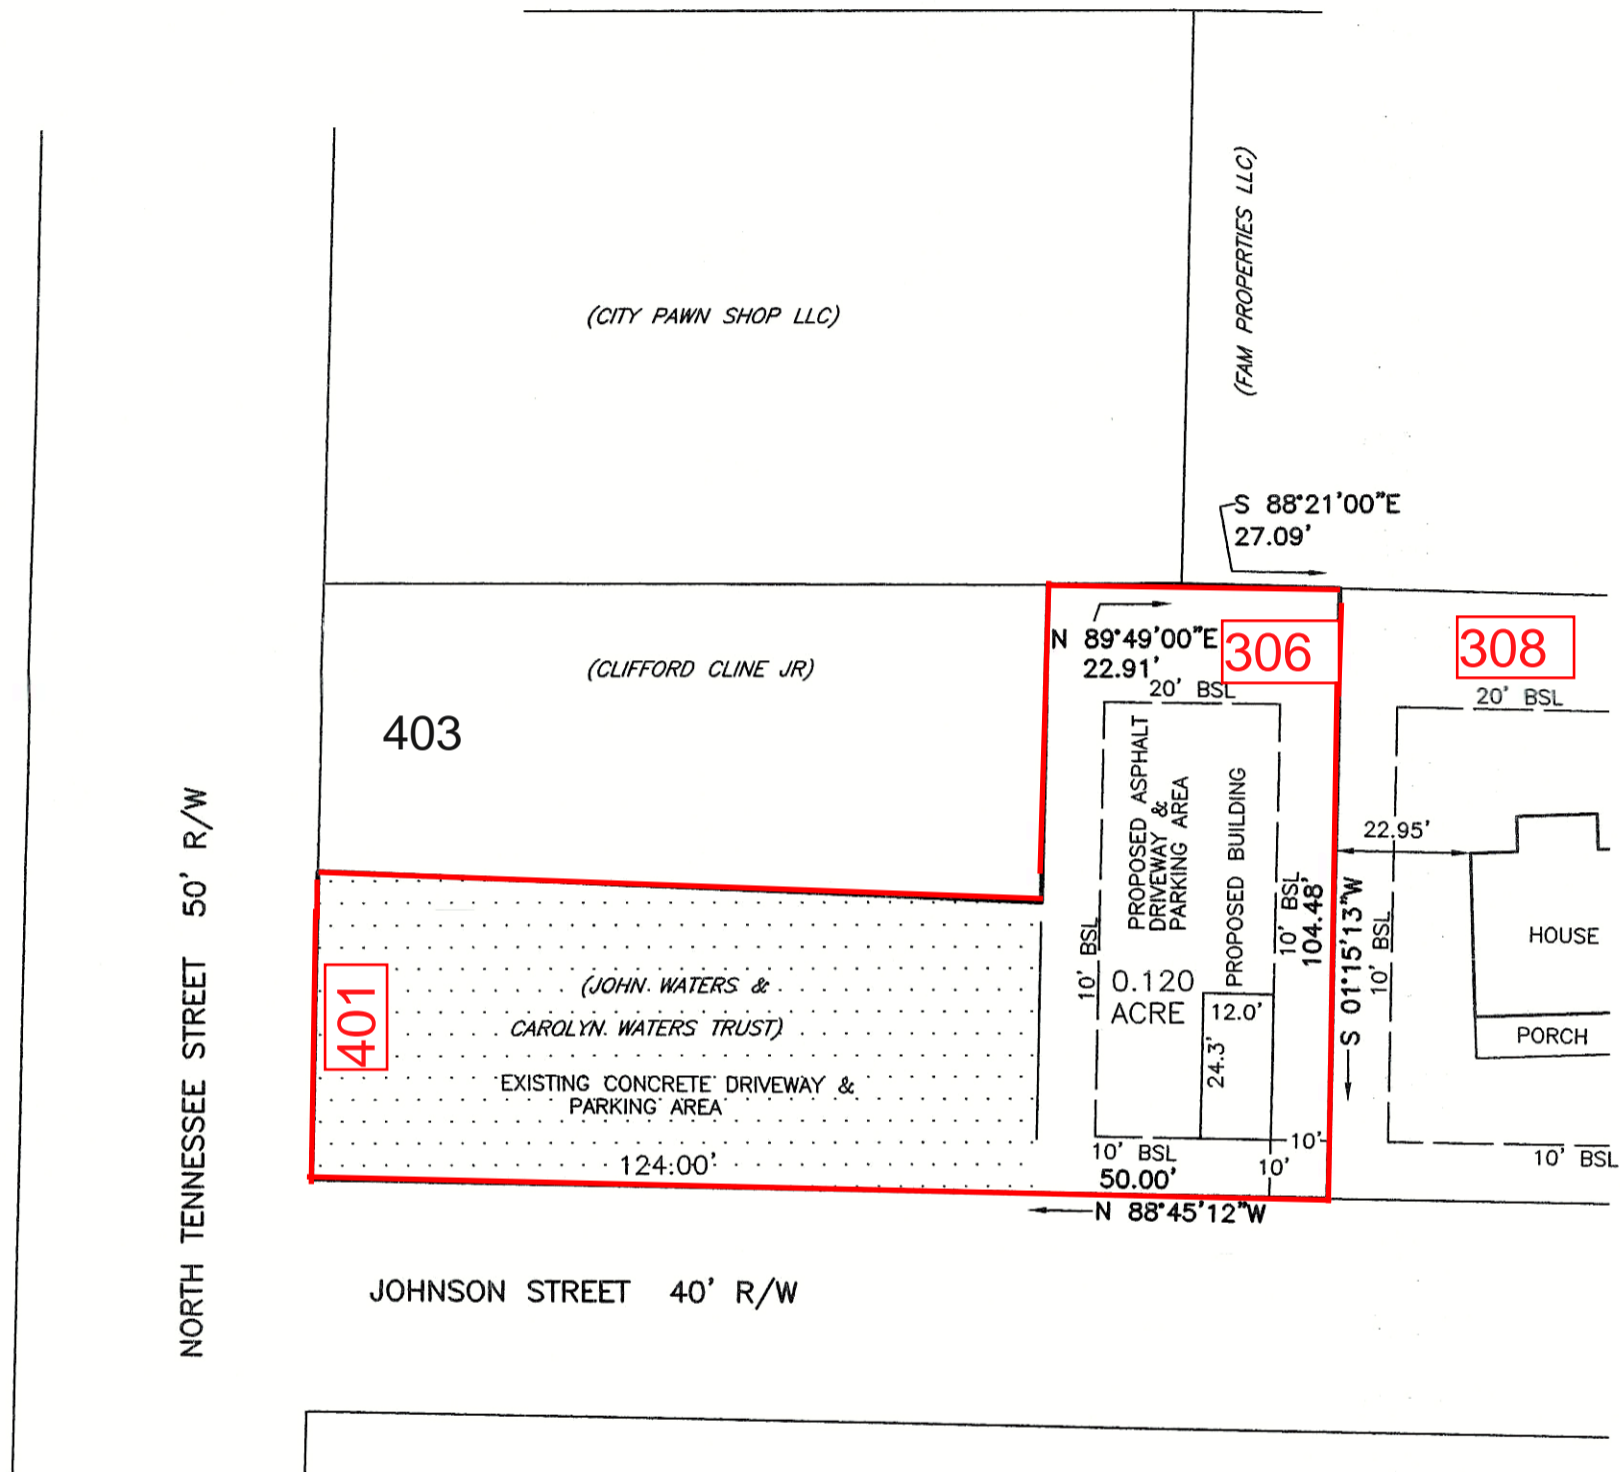 (CITY PAWN SHOP LLC)
(FAM PROPERTIES LLC)
S 88°21'00"E
27.09'
N 89°49'00"E
22.91'
306
308
(CLIFFORD CLINE JR)
403
20' BSL
20' BSL
PROPOSED ASPHALT
DRIVEWAY &
PARKING AREA
PROPOSED BUILDING
10' BSL
104.48'
S 01°15'13"W
22.95'
10' BSL
10' BSL
HOUSE
PORCH
0.120
ACRE
12.0'
24.3'
401
(JOHN WATERS &
CAROLYN WATERS TRUST)
EXISTING CONCRETE DRIVEWAY &
PARKING AREA
124.00'
10' BSL
10'
10'
50.00'
N 88°45'12"W
10' BSL
NORTH TENNESSEE STREET 50' R/W
JOHNSON STREET 40' R/W